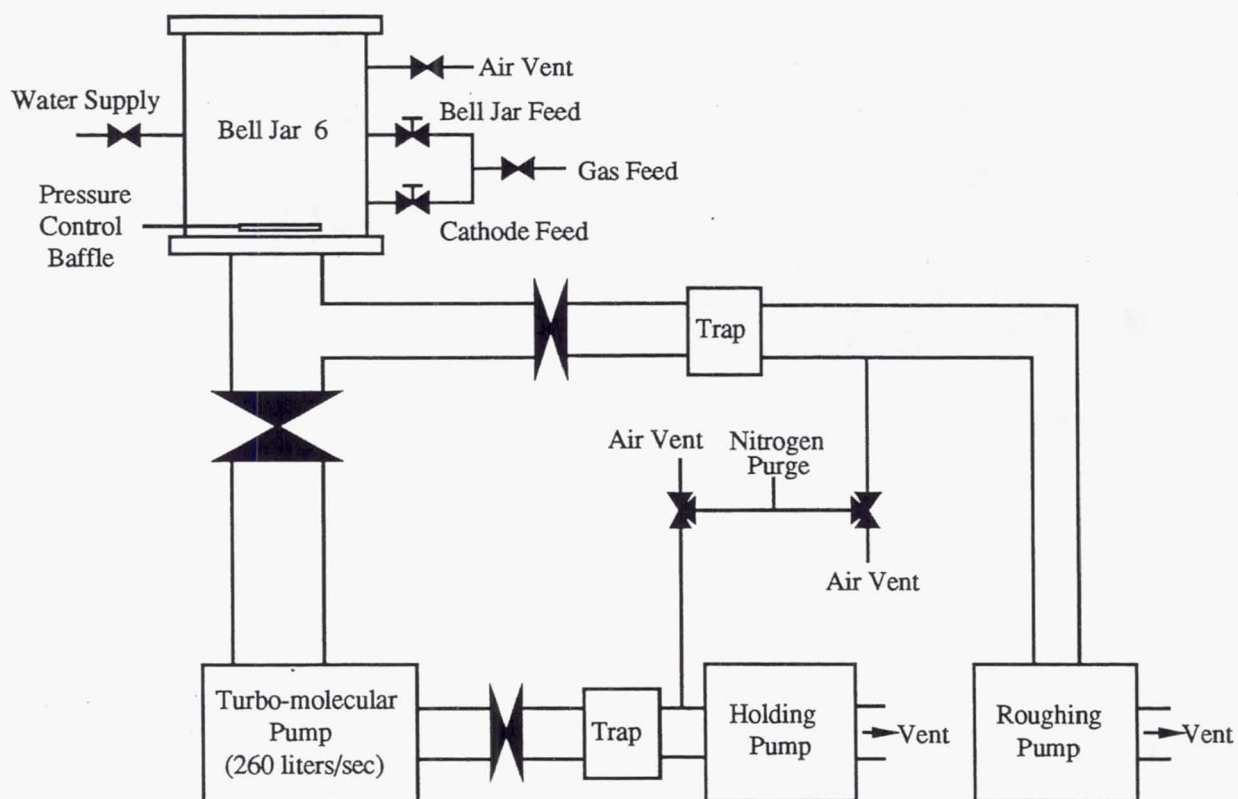 Air Vent
Water Supply
Bell Jar Feed
Bell Jar 6
Gas Feed
Pressure
Control
Baffle
Cathode Feed
Trap
Air Vent
Nitrogen
Purge
Air Vent
Turbo-molecular
Pump
(260 liters/sec)
Trap
Holding
Pump
Vent
Roughing
Pump
Vent